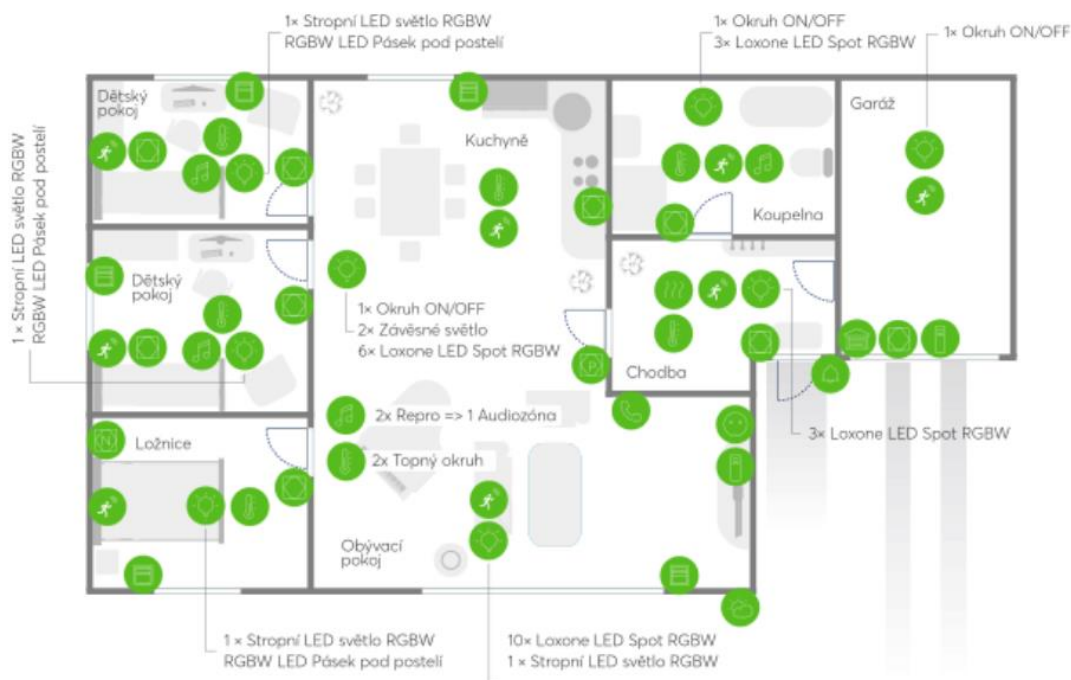 1× Stropní LED světlo RGBW
RGBW LED Pásek pod postelí
1× Okruh ON/OFF
3× Loxone LED Spot RGBW
1× Okruh ON/OFF
Dětský
pokoj
Kuchyně
Koupelna
Garáž
1 × Stropní LED světlo RGBW
RGBW LED Pásek pod postelí
Dětský
pokoj
1× Okruh ON/OFF
2× Závěsné světlo
6× Loxone LED Spot RGBW
P
Chodba
Ložnice
N
2x Repro => 1 Audiozóna
2x Topný okruh
3× Loxone LED Spot RGBW
Obývací
pokoj
1 × Stropní LED světlo RGBW
RGBW LED Pásek pod postelí
10× Loxone LED Spot RGBW
1 × Stropní LED světlo RGBW